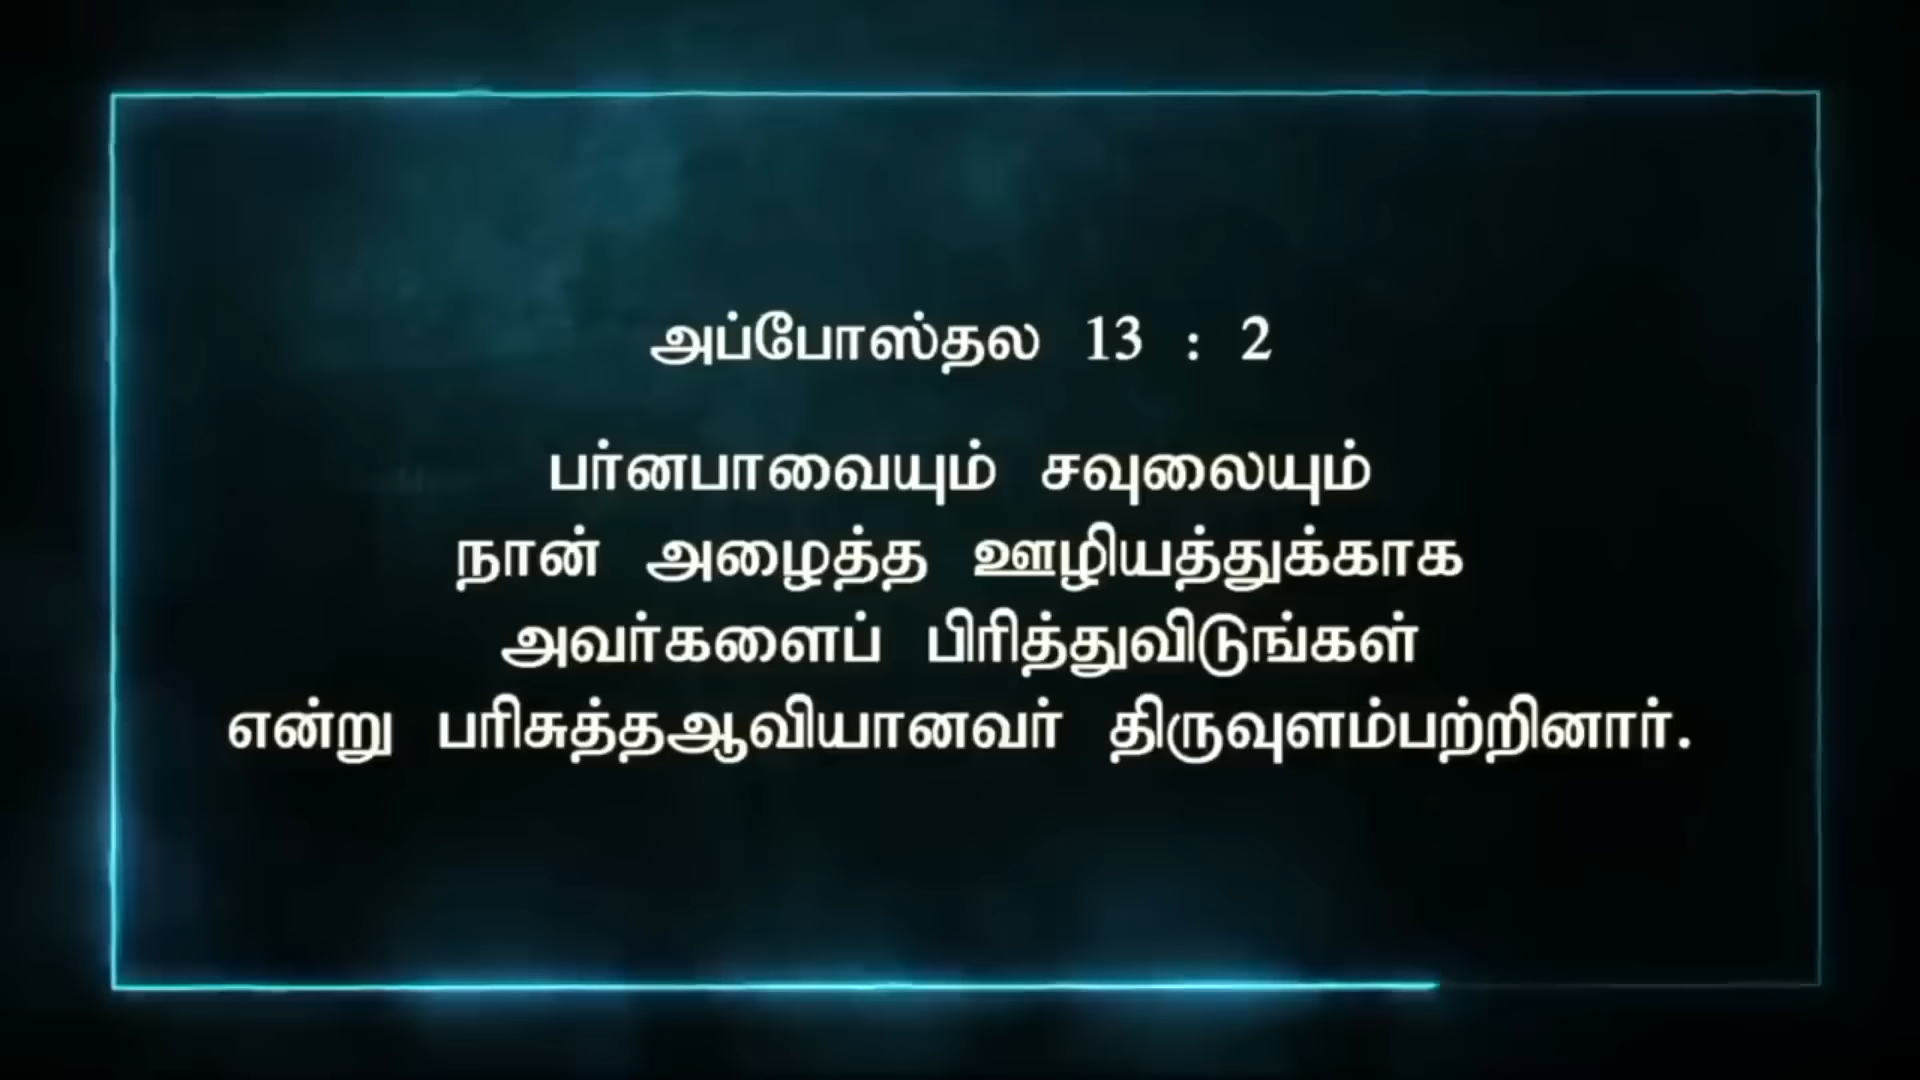 அப்போஸ்தல 13 : 2
பர்னபாவையும் சவுலையும்
நான் அழைத்த ஊழியத்துக்காக
அவர்களைப் பிரித்துவிடுங்கள்
என்று பரிசுத்தஆவியானவர் திருவுளம்பற்றினார்.